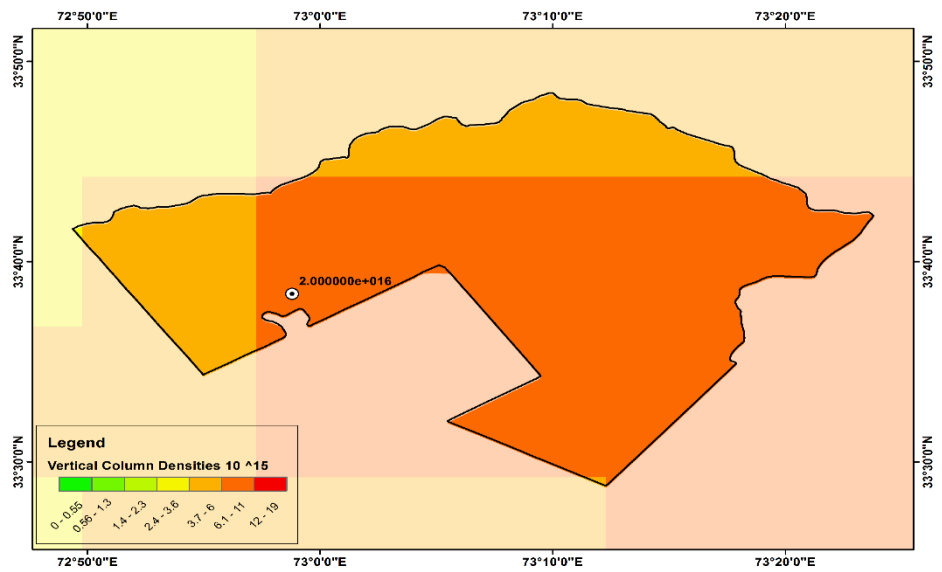 72°50'0"E 73°0'0"E 73°10'0"E 73°20'0"E
33°50'0"N 33°50'0"N
33°40'0"N 33°40'0"N
2.000000e+016
33°30'0"N 33°30'0"N
Legend
Vertical Column Densities 10 ^15
0 - 0.55 0.56 - 1.3 1.4 - 2.3 2.4 - 3.6 3.7 - 6 6.1 - 11 12 - 19
72°50'0"E 73°0'0"E 73°10'0"E 73°20'0"E